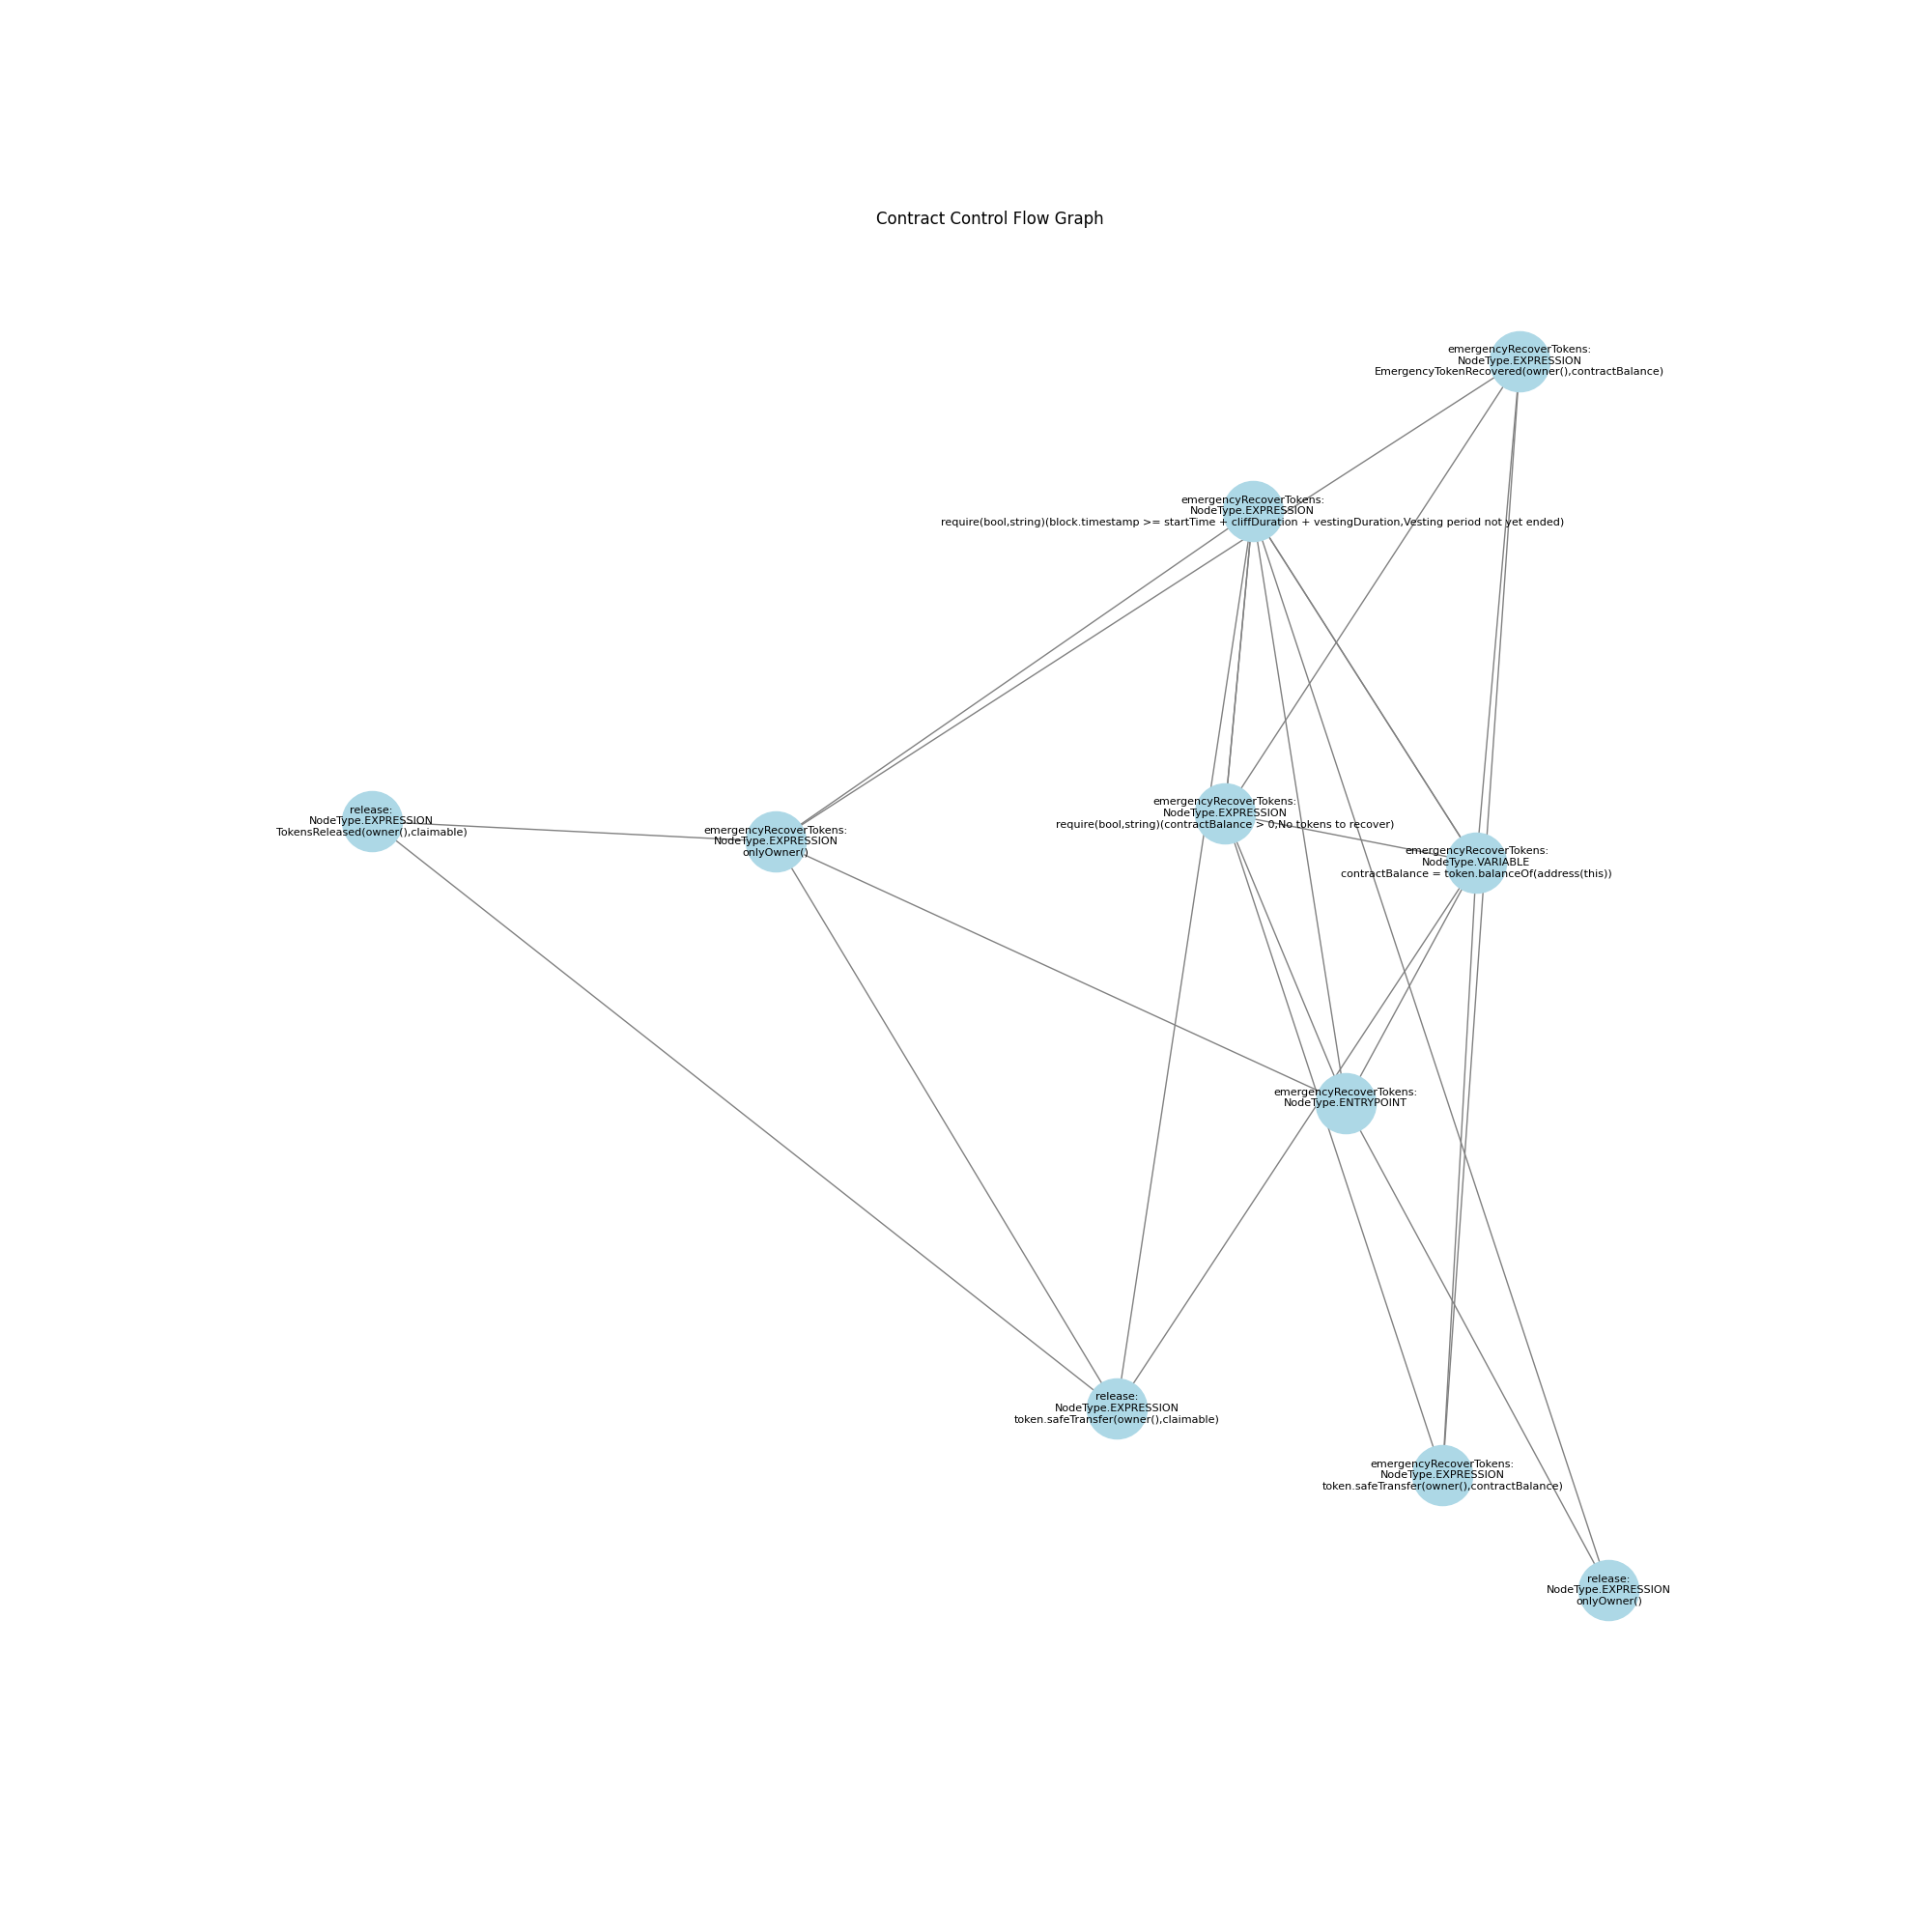 Contract Control Flow Graph
emergencyRecoverTokens:
NodeType.EXPRESSION
EmergencyTokenRecovered(owner(),contractBalance)
emergencyRecoverTokens:
NodeType.EXPRESSION
require(bool,string)(block.timestamp >= startTime + cliffDuration + vestingDuration,Vesting period not yet ended)
release:
NodeType.EXPRESSION
TokensReleased(owner(),claimable)
emergencyRecoverTokens:
NodeType.EXPRESSION
onlyOwner()
emergencyRecoverTokens:
NodeType.EXPRESSION
require(bool,string)(contractBalance > 0,No tokens to recover)
emergencyRecoverTokens:
NodeType.VARIABLE
contractBalance = token.balanceOf(address(this))
emergencyRecoverTokens:
NodeType.ENTRYPOINT
release:
NodeType.EXPRESSION
token.safeTransfer(owner(),claimable)
emergencyRecoverTokens:
NodeType.EXPRESSION
token.safeTransfer(owner(),contractBalance)
release:
NodeType.EXPRESSION
onlyOwner()